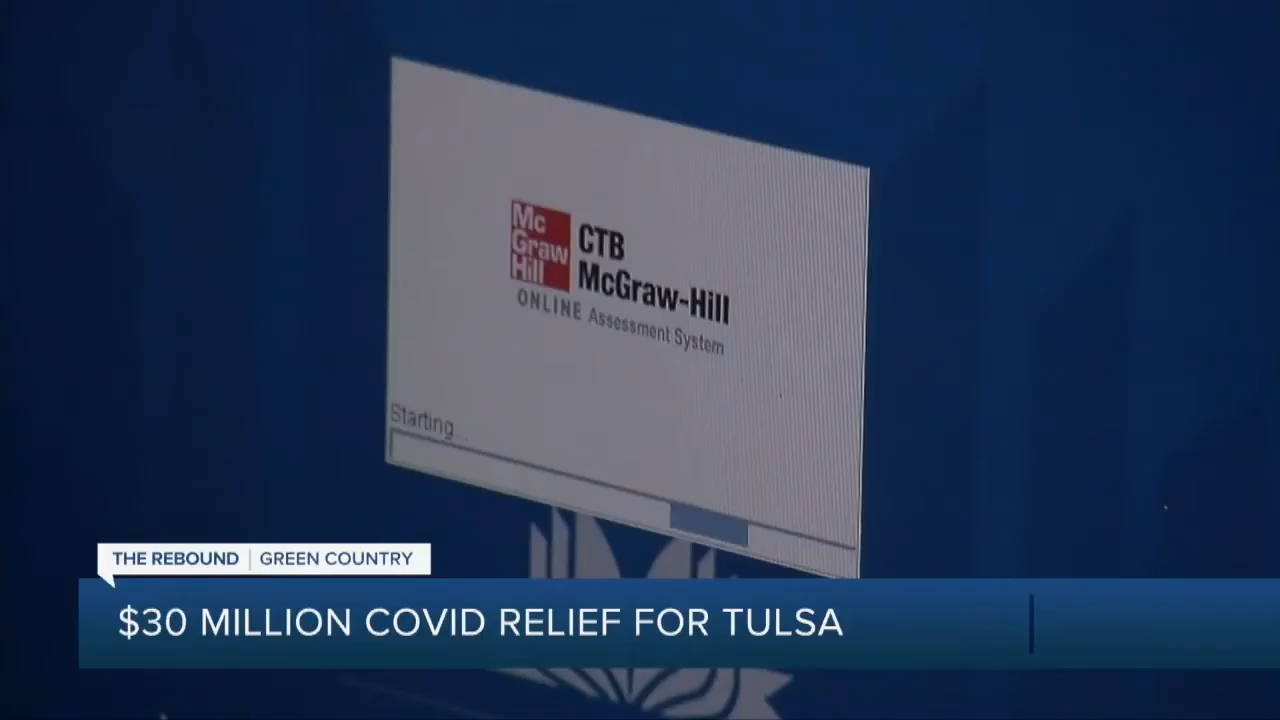 Mc
Graw
Hill
CTB
McGraw-Hill
ONLINE Assessment System
Starting...
THE REBOUND | GREEN COUNTRY
$30 MILLION COVID RELIEF FOR TULSA